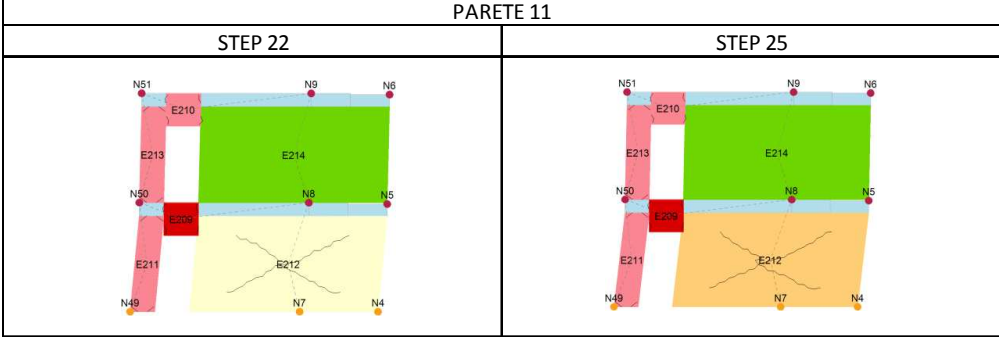 PARETE 11
STEP 22
STEP 25
N51 N9 N6
E210
E213 E214
N50 N8 N5
E209
E211 E212
N49 N7 N4
N51 N9 N6
E210
E213 E214
N50 N8 N5
E209
E211 E212
N49 N7 N4